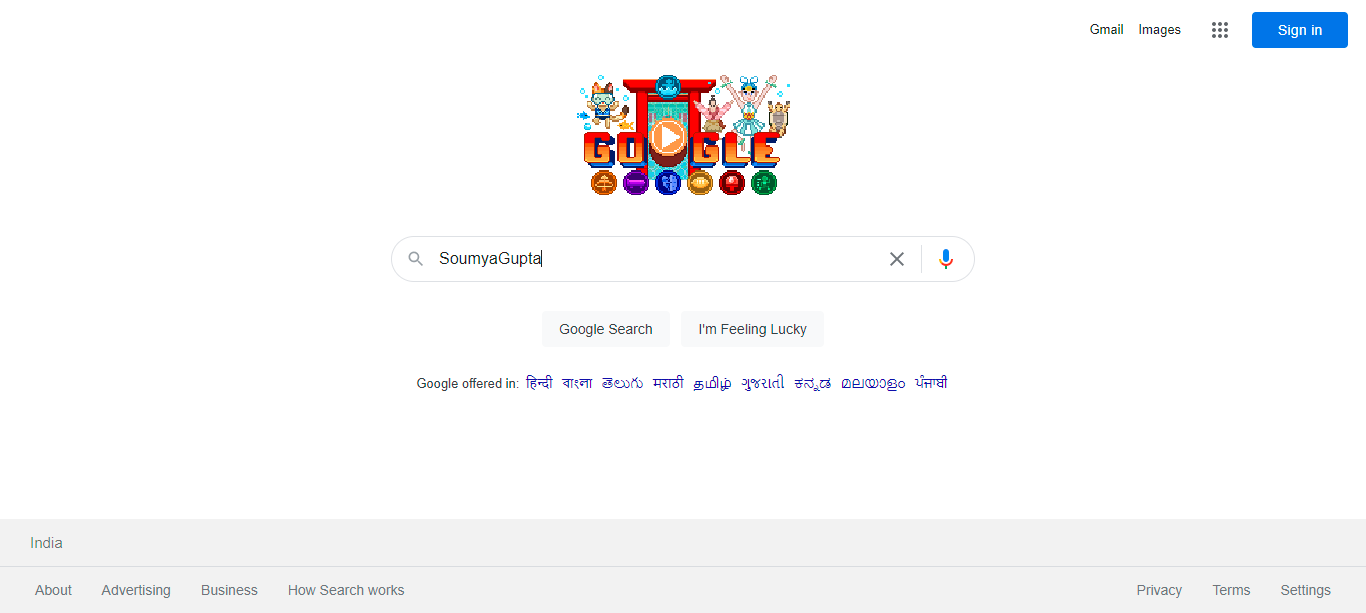 Gmail Images Sign in
GOOGLE
SoumyaGupta
Google Search I'm Feeling Lucky
Google offered in: हिन्दी বাংলা తెలుగు मराठी தமிழ் ગુજરાતી ಕನ್ನಡ മലയാളം ਪੰਜਾਬੀ
India
About Advertising Business How Search works Privacy Terms Settings